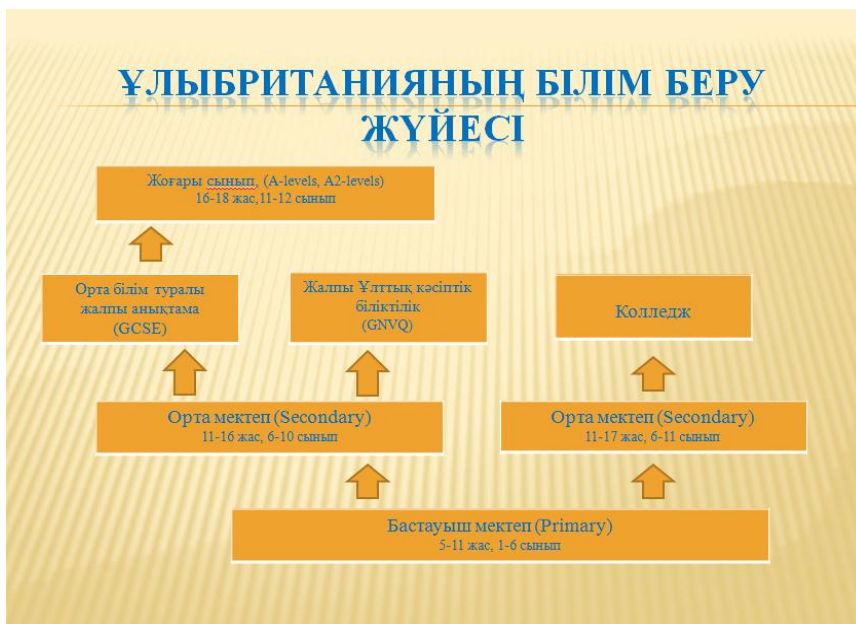 ҰЛЫБРИТАНИЯНЫҢ БІЛІМ БЕРУ
ЖҮЙЕСІ
Жоғары сынып, (A-levels, A2-levels)
16-18 жас,11-12 сынып
Орта білім туралы
жалпы анықтама
(GCSE)
Жалпы Ұлттық кәсіптік
біліктілік
(GNVQ)
Колледж
Орта мектеп (Secondary)
11-16 жас, 6-10 сынып
Орта мектеп (Secondary)
11-17 жас, 6-11 сынып
Бастауыш мектеп (Primary)
5-11 жас, 1-6 сынып